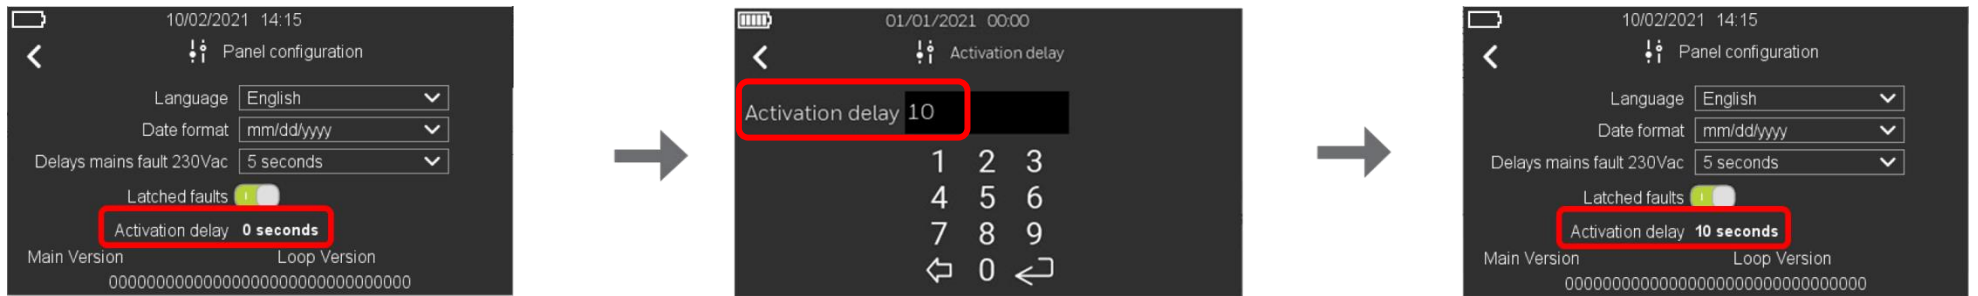 10/02/2021 14:15
Panel configuration
Language English
Date format mm/dd/yyyy
Delays mains fault 230Vac 5 seconds
Latched faults
Activation delay 0 seconds
Main Version Loop Version
00000000000000000000000000000000
01/01/2021 00:00
Activation delay
Activation delay 10
1 2 3
4 5 6
7 8 9
0
10/02/2021 14:15
Panel configuration
Language English
Date format mm/dd/yyyy
Delays mains fault 230Vac 5 seconds
Latched faults
Activation delay 10 seconds
Main Version Loop Version
00000000000000000000000000000000